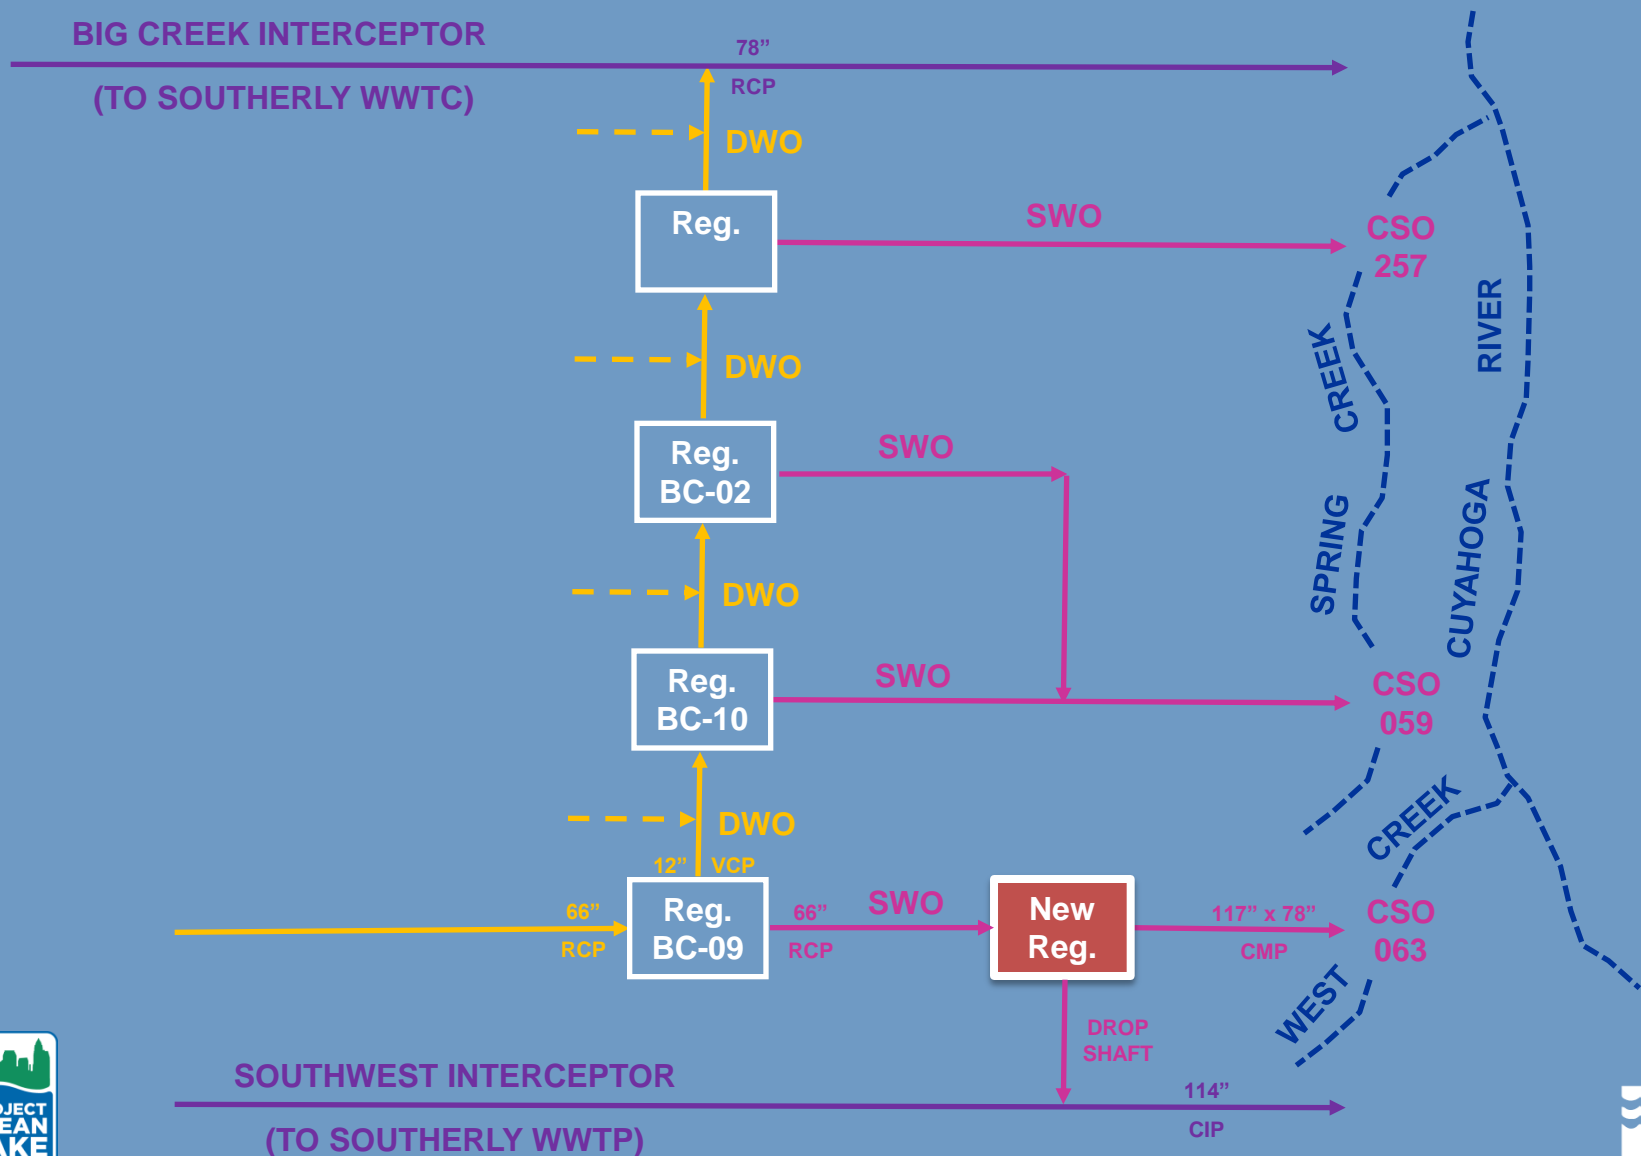 BIG CREEK INTERCEPTOR
78”
RCP
(TO SOUTHERLY WWTC)
DWO
Reg.
SWO
CSO
257
RIVER
CREEK
DWO
Reg.
BC-02
SWO
SPRING
CUYAHOGA
DWO
Reg.
BC-10
SWO
CSO
059
DWO
12” VCP
CREEK
66”
RCP
Reg.
BC-09
66”
RCP
SWO
New
Reg.
117” x 78”
CMP
CSO
063
WEST
DROP
SHAFT
SOUTHWEST INTERCEPTOR
114”
CIP
(TO SOUTHERLY WWTP)